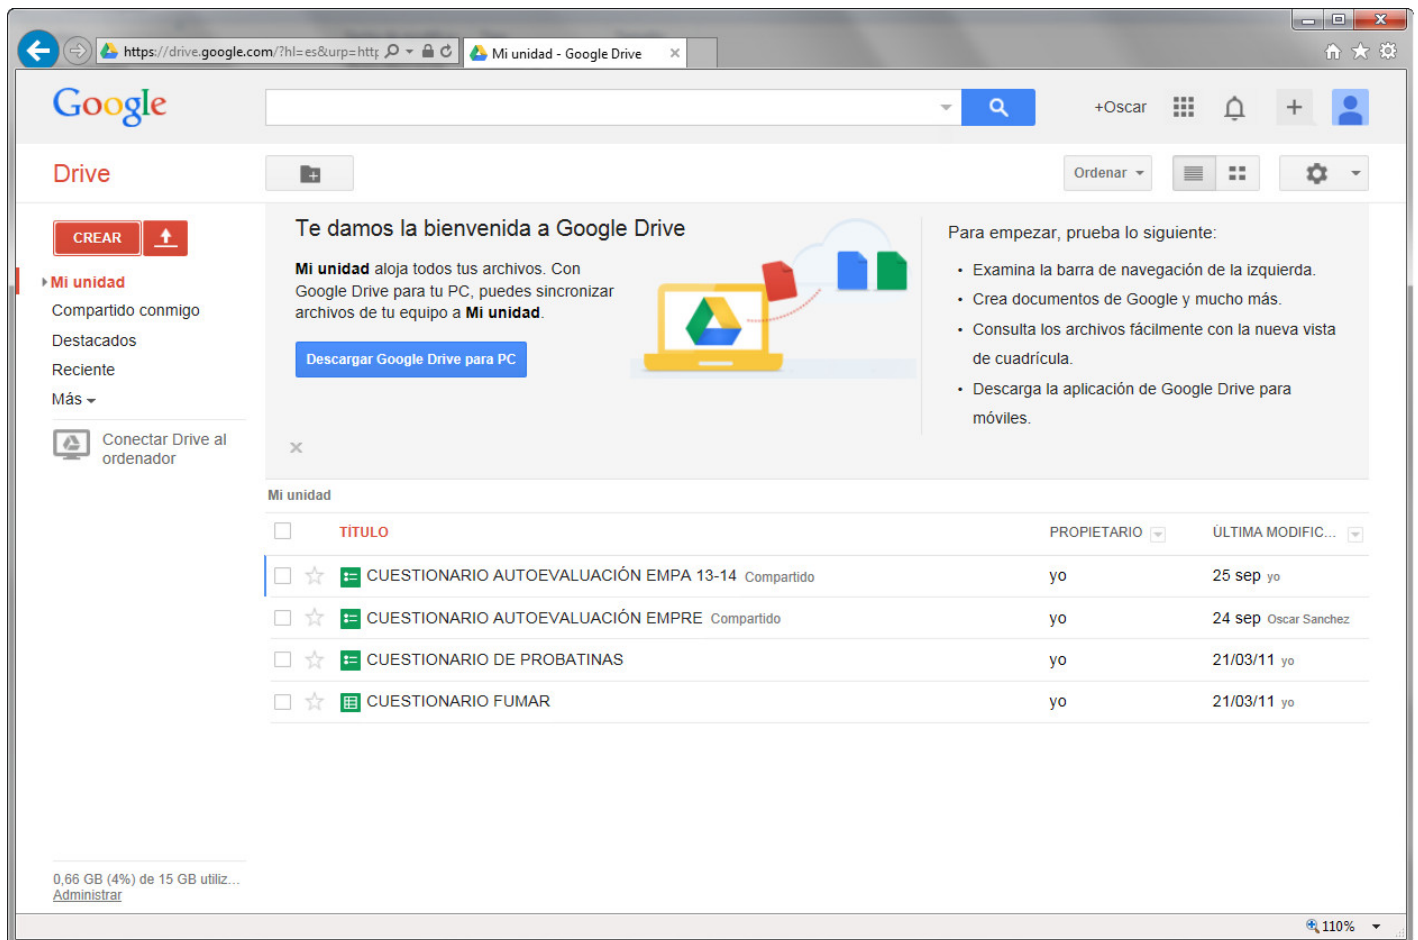 https://drive.google.com/?hl=es&urp=http
Mi unidad - Google Drive
Google
+Oscar
Drive
Ordenar
CREAR
Mi unidad
Compartido conmigo
Destacados
Reciente
Más
Conectar Drive al
ordenador
Te damos la bienvenida a Google Drive
Mi unidad aloja todos tus archivos. Con
Google Drive para tu PC, puedes sincronizar
archivos de tu equipo a Mi unidad.
Descargar Google Drive para PC
Para empezar, prueba lo siguiente:
• Examina la barra de navegación de la izquierda.
• Crea documentos de Google y mucho más.
• Consulta los archivos fácilmente con la nueva vista
de cuadrícula.
• Descarga la aplicación de Google Drive para
móviles.
Mi unidad
TÍTULO PROPIETARIO ÚLTIMA MODIFIC...
CUESTIONARIO AUTOEVALUACIÓN EMPA 13-14 Compartido yo 25 sep yo
CUESTIONARIO AUTOEVALUACIÓN EMPRE Compartido yo 24 sep Oscar Sanchez
CUESTIONARIO DE PROBATINAS yo 21/03/11 yo
CUESTIONARIO FUMAR yo 21/03/11 yo
0,66 GB (4%) de 15 GB utiliz...
Administrar
110%